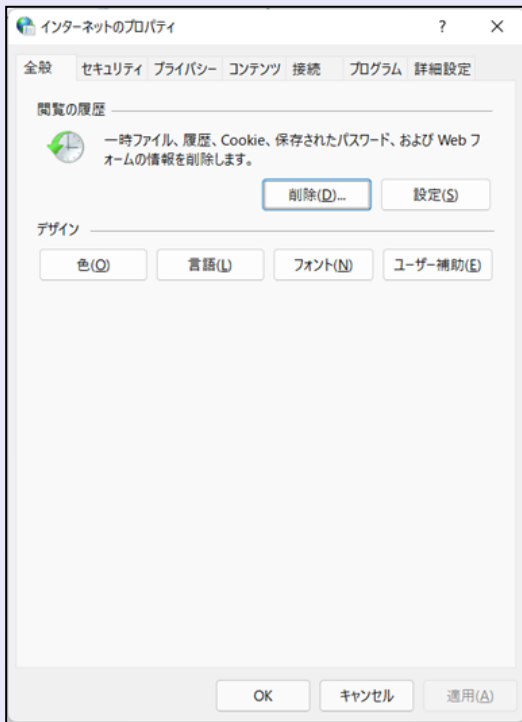 インターネットのプロパティ
? ×
全般 セキュリティ プライバシー コンテンツ 接続 プログラム 詳細設定
閲覧の履歴
一時ファイル、履歴、Cookie、保存されたパスワード、および Web フ
ォームの情報を削除します。
削除(D)... 設定(S)
デザイン
色(O) 言語(L) フォント(N) ユーザー補助(E)
OK キャンセル 適用(A)